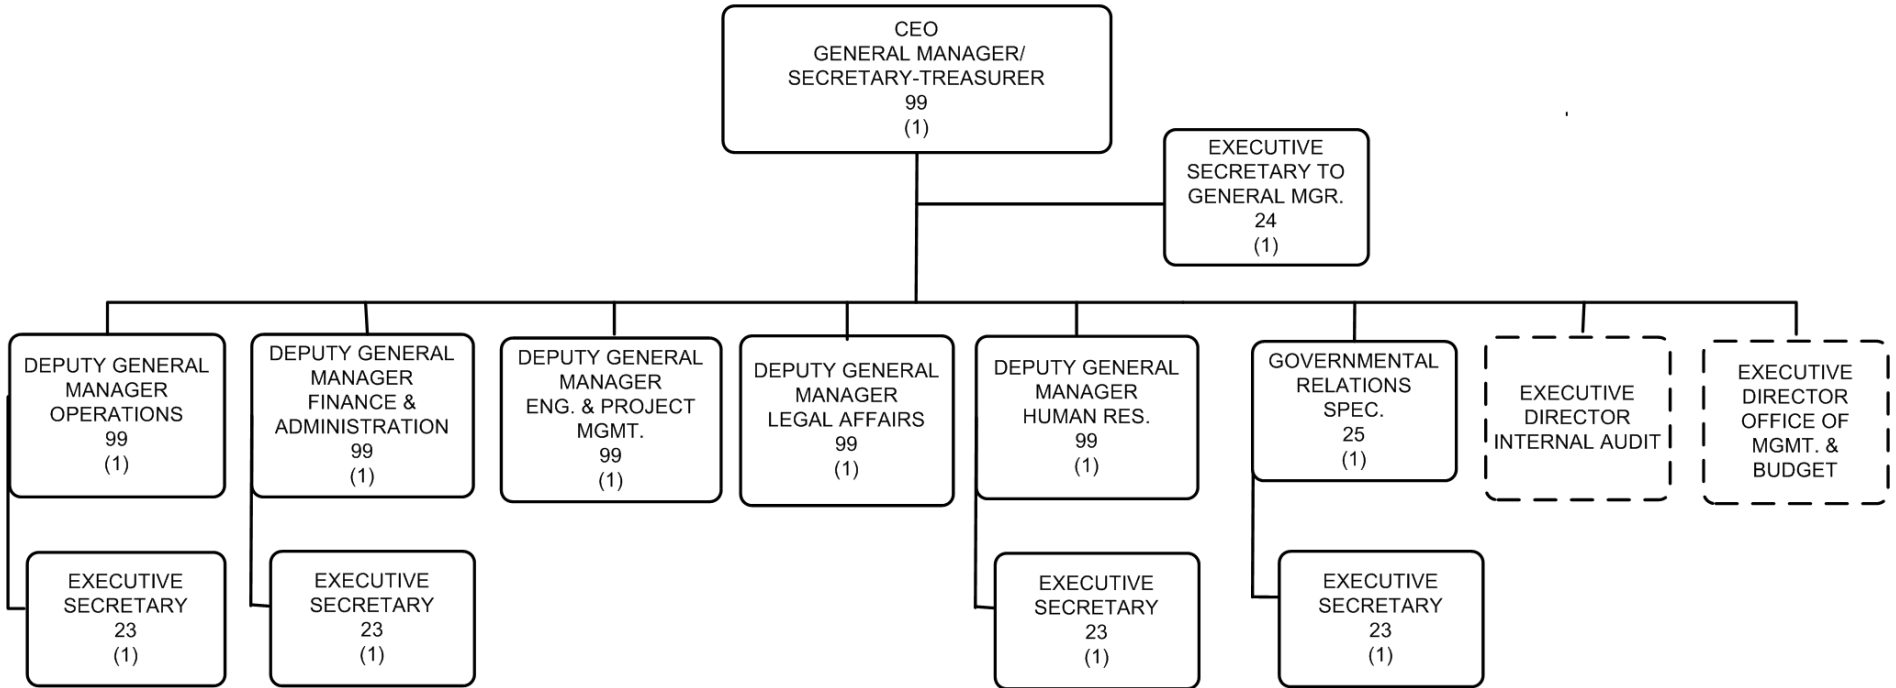 CEO
GENERAL MANAGER/
SECRETARY-TREASURER
99
(1)
EXECUTIVE
SECRETARY TO
GENERAL MGR.
24
(1)
DEPUTY GENERAL
MANAGER
OPERATIONS
99
(1)
DEPUTY GENERAL
MANAGER
FINANCE &
ADMINISTRATION
99
(1)
DEPUTY GENERAL
MANAGER
ENG. & PROJECT
MGMT.
99
(1)
DEPUTY GENERAL
MANAGER
LEGAL AFFAIRS
99
(1)
DEPUTY GENERAL
MANAGER
HUMAN RES.
99
(1)
GOVERNMENTAL
RELATIONS
SPEC.
25
(1)
EXECUTIVE
DIRECTOR
INTERNAL AUDIT
EXECUTIVE
DIRECTOR
OFFICE OF
MGMT. &
BUDGET
EXECUTIVE
SECRETARY
23
(1)
EXECUTIVE
SECRETARY
23
(1)
EXECUTIVE
SECRETARY
23
(1)
EXECUTIVE
SECRETARY
23
(1)